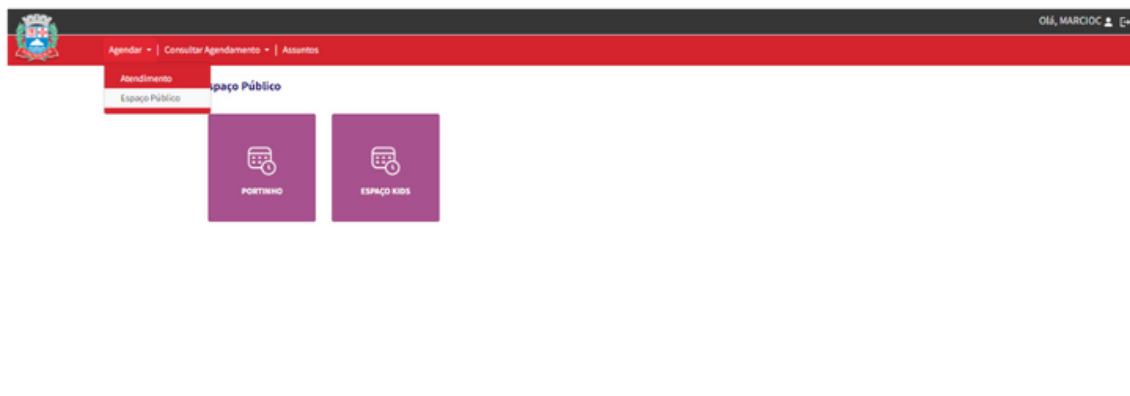 Olá, MARCIOC
Agendar | Consultar Agendamento | Assuntos
Atendimento
Espaço Público
spaço Público
PORTINHO
ESPAÇO KIDS